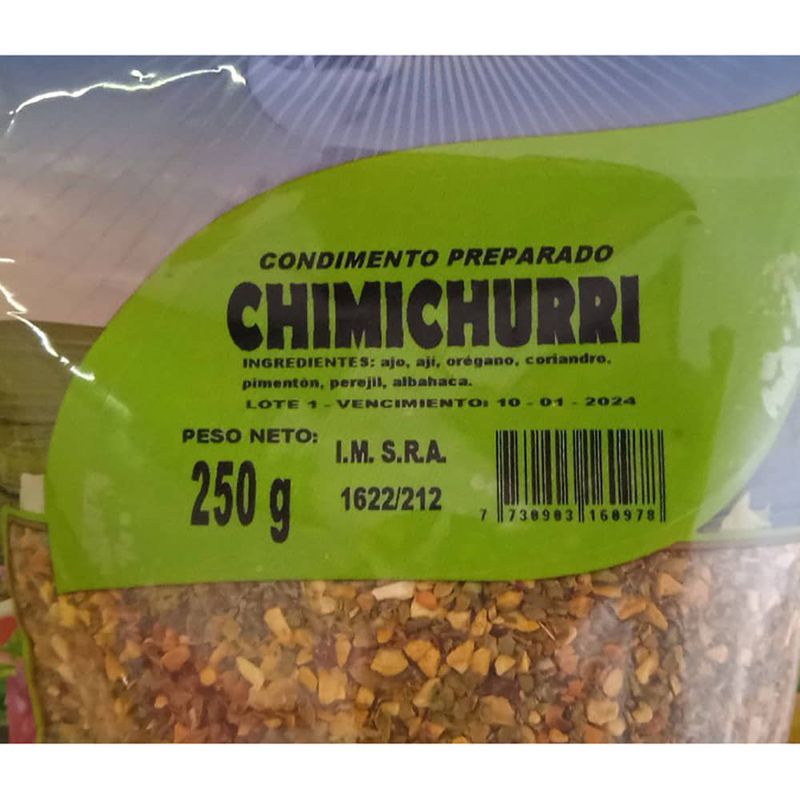 CONDIMENTO PREPARADO
CHIMICHURRI
INGREDIENTES: ajo, ají, orégano, coriandro,
pimentón, perejil, albahaca.
LOTE 1 - VENCIMIENTO: 10 - 01 - 2024
PESO NETO:
250 g
I.M. S.R.A.
1622/212
7 730903 160978